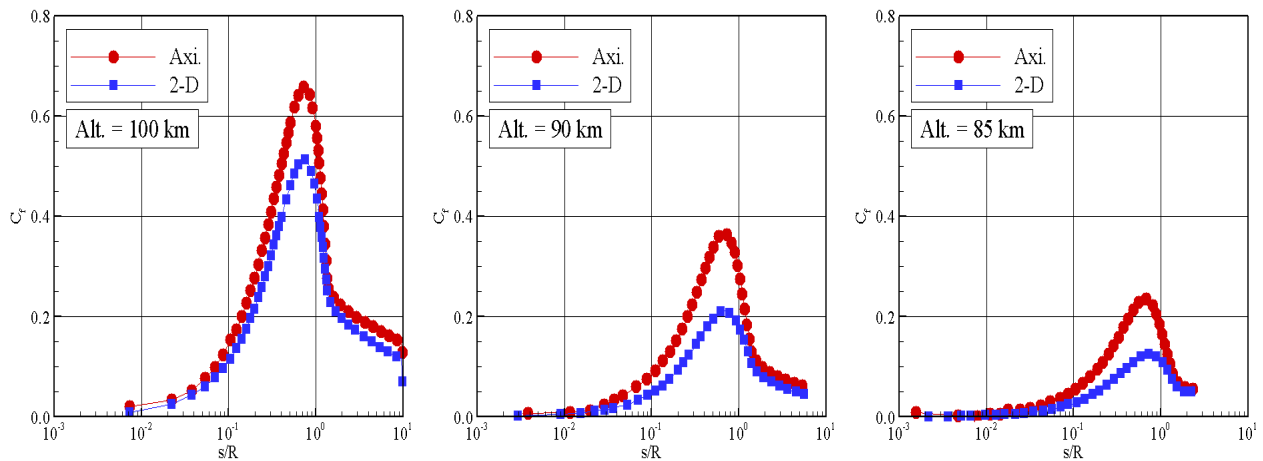 0.8
0.6
0.4
0.2
0.0
C_f
Axi.
2-D
Alt. = 100 km
10^-3 10^-2 10^-1 10^0 10^1
s/R
0.8
0.6
0.4
0.2
0.0
C_f
Axi.
2-D
Alt. = 90 km
10^-3 10^-2 10^-1 10^0 10^1
s/R
0.8
0.6
0.4
0.2
0.0
C_f
Axi.
2-D
Alt. = 85 km
10^-3 10^-2 10^-1 10^0 10^1
s/R